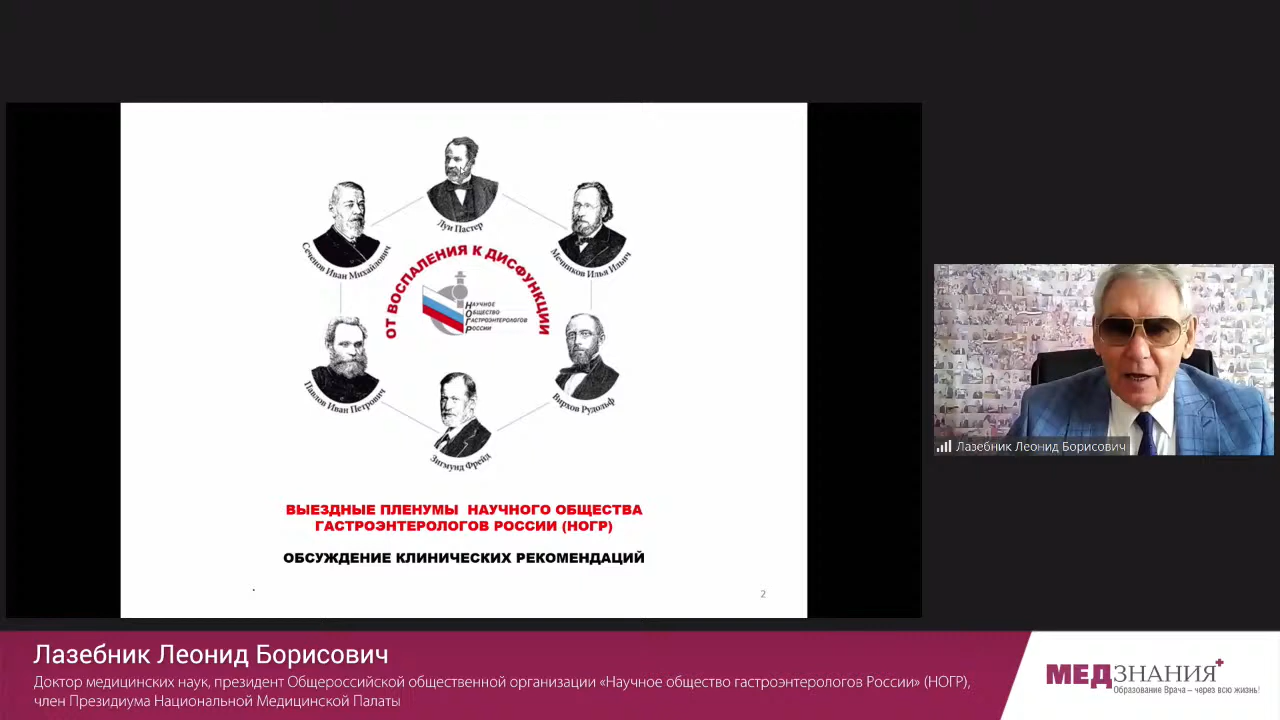 Луи Пастер
Сеченов Иван Михайлович
Мечников Илья Ильич
ОТ ВОСПАЛЕНИЯ К ДИСФУНКЦИИ
НАУЧНОЕ
ОБЩЕСТВО
ГАСТРОЭНТЕРОЛОГОВ
РОССИИ
Павлов Иван Петрович
Вирхов Рудольф
Зигмунд Фрейд
ВЫЕЗДНЫЕ ПЛЕНУМЫ НАУЧНОГО ОБЩЕСТВА
ГАСТРОЭНТЕРОЛОГОВ РОССИИ (НОГР)
ОБСУЖДЕНИЕ КЛИНИЧЕСКИХ РЕКОМЕНДАЦИЙ
2
Лазебник Леонид Борисович
Лазебник Леонид Борисович
Доктор медицинских наук, президент Общероссийской общественной организации «Научное общество гастроэнтерологов России» (НОГР),
член Президиума Национальной Медицинской Палаты
МЕДЗНАНИЯ+
Образование Врача – через всю жизнь!